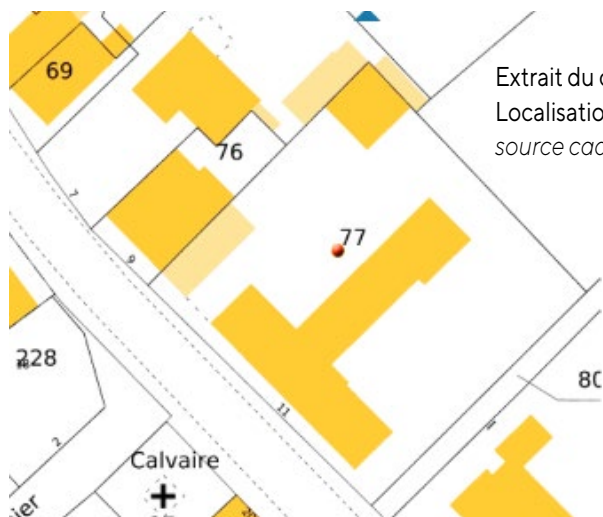 69
Extrait du
Localisatio
source cad
76
7
77
9
228
80
11
2
Calvaire
ier